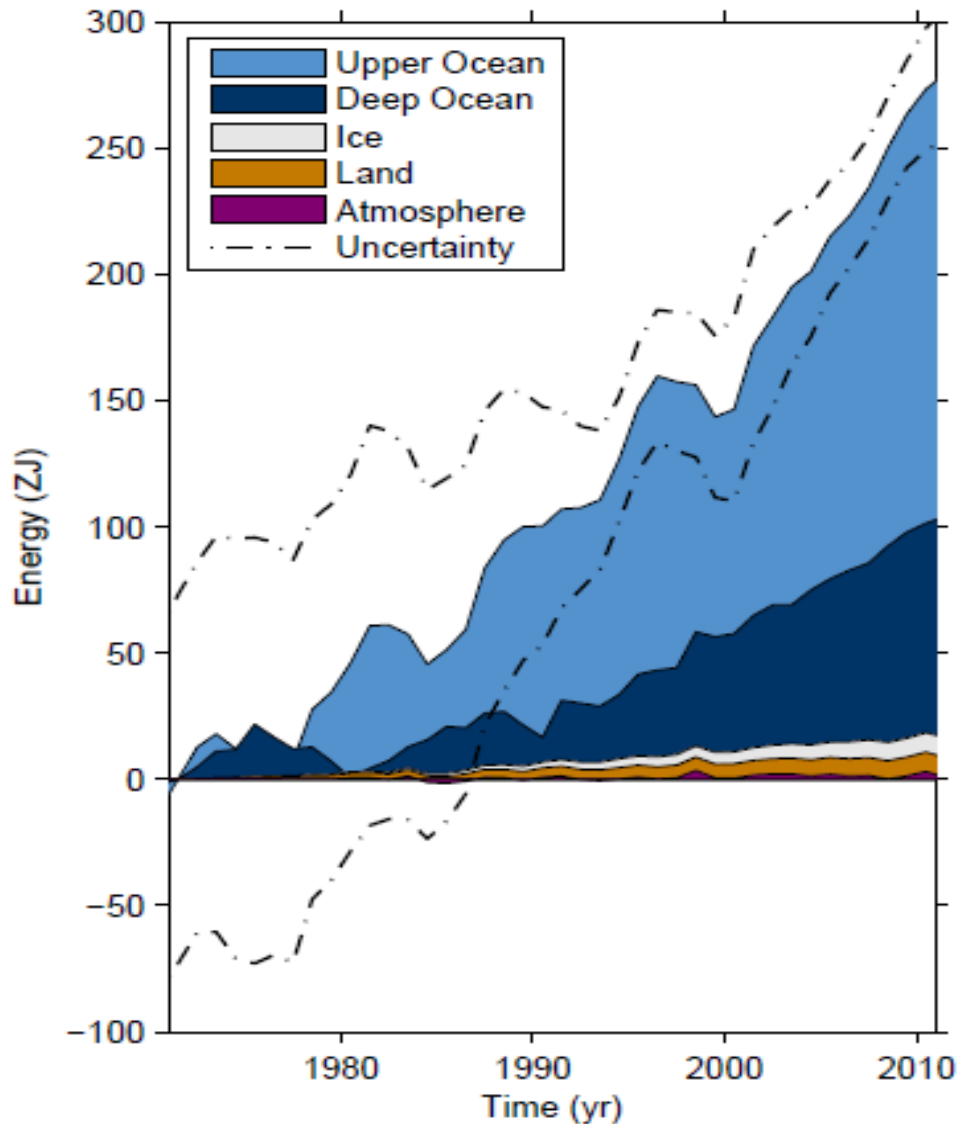 300
250
200
150
100
50
0
−50
−100
Energy (ZJ)
Upper Ocean
Deep Ocean
Ice
Land
Atmosphere
Uncertainty
1980
1990
2000
2010
Time (yr)